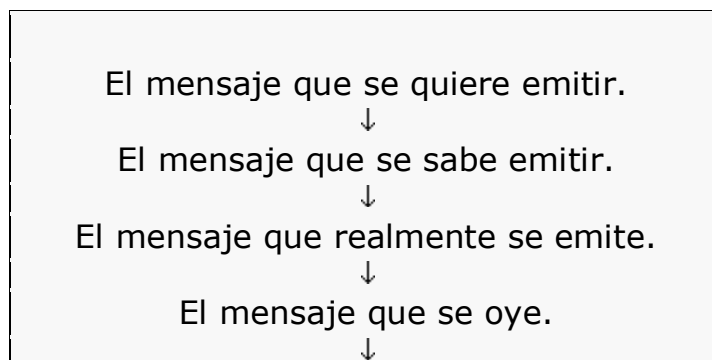 El mensaje que se quiere emitir.
↓
El mensaje que se sabe emitir.
↓
El mensaje que realmente se emite.
↓
El mensaje que se oye.
↓